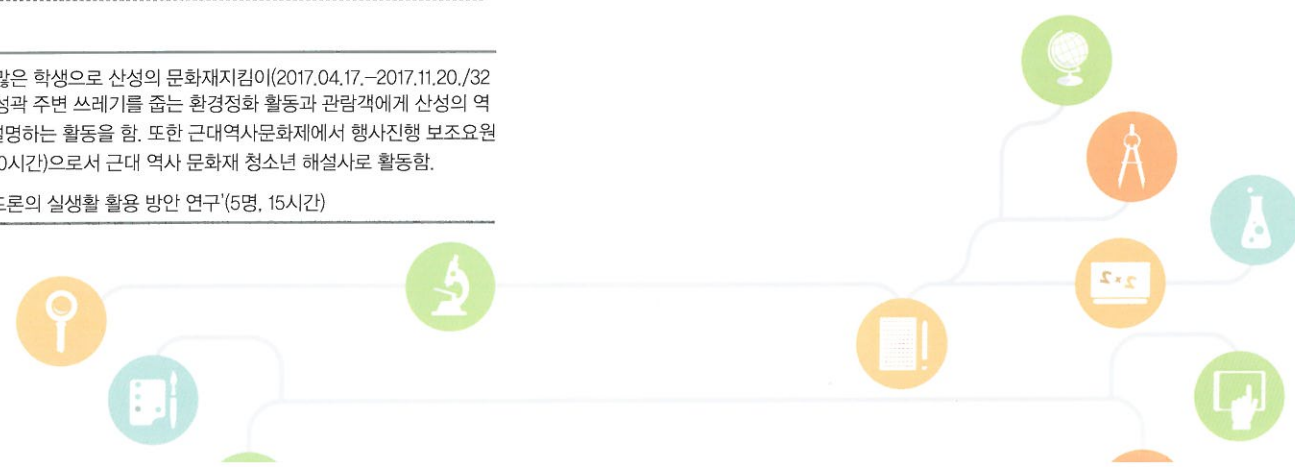 많은 학생으로 산성의 문화재지킴이(2017.04.17.-2017.11.20./32
성곽 주변 쓰레기를 줍는 환경정화 활동과 관람객에게 산성의 역
설명하는 활동을 함. 또한 근대역사문화제에서 행사진행 보조요원
0시간)으로서 근대 역사 문화재 청소년 해설사로 활동함.
드론의 실생활 활용 방안 연구'(5명, 15시간)
2×2